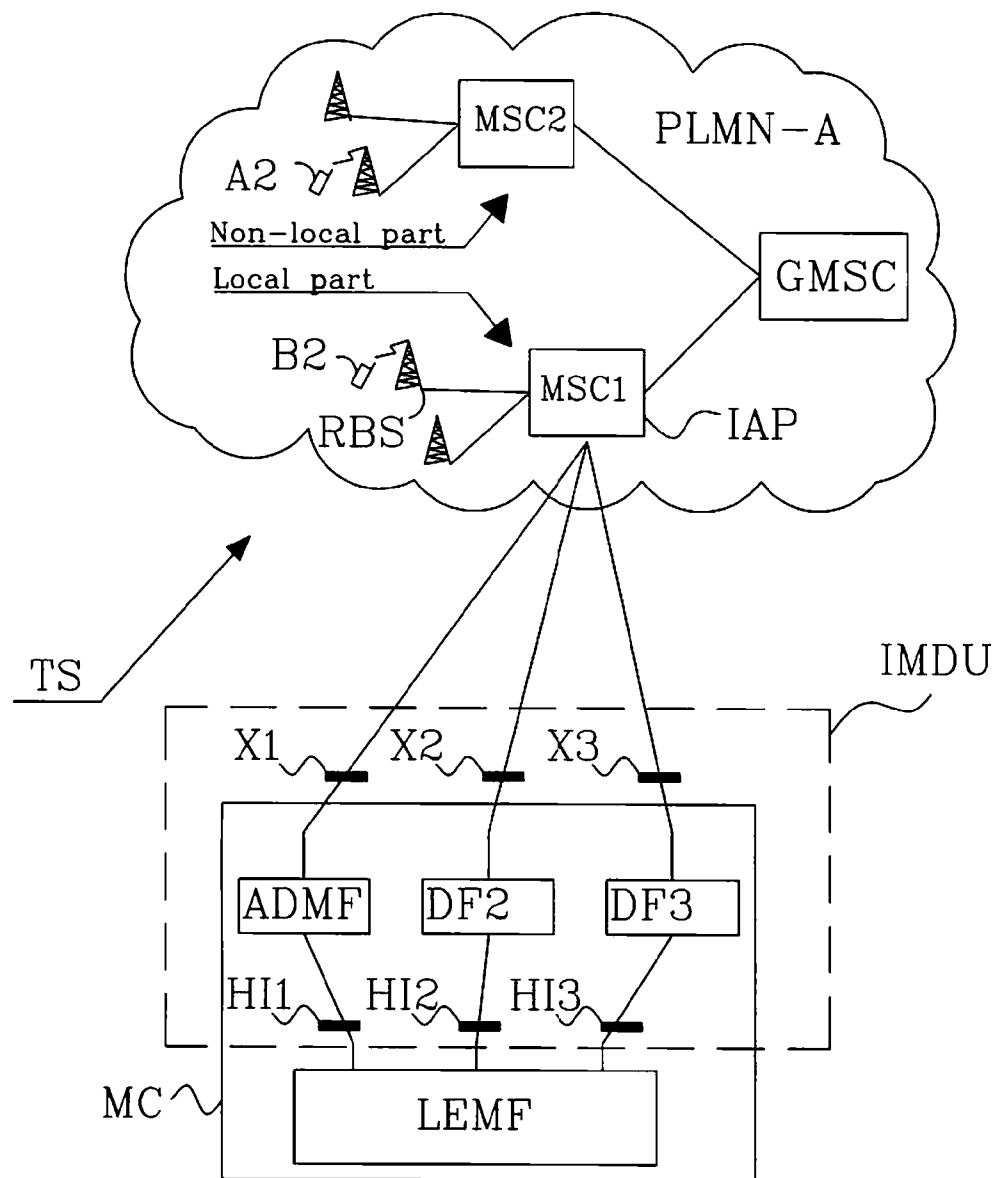 MSC2
PLMN-A
A2
Non-local part
GMSC
Local part
B2
MSC1
RBS
IAP
TS
IMDU
X1
X2
X3
ADMF
DF2
DF3
HI1
HI2
HI3
MC
LEMF